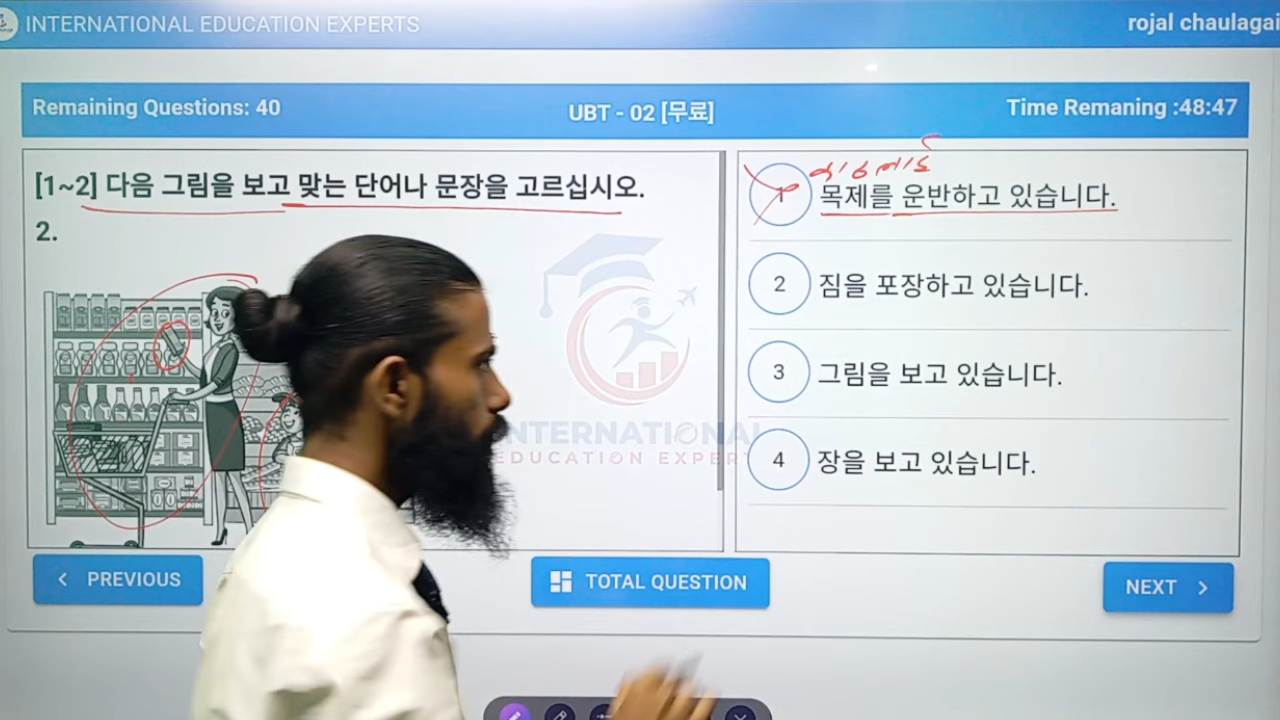 INTERNATIONAL EDUCATION EXPERTS
rojal chaulagai
Remaining Questions: 40
UBT - 02 [무료]
Time Remaning :48:47
[1~2] 다음 그림을 보고 맞는 단어나 문장을 고르십시오.
2.
1 목제를 운반하고 있습니다.
2 짐을 포장하고 있습니다.
3 그림을 보고 있습니다.
4 장을 보고 있습니다.
INTERNATIONAL
EDUCATION EXPERT
PREVIOUS
TOTAL QUESTION
NEXT